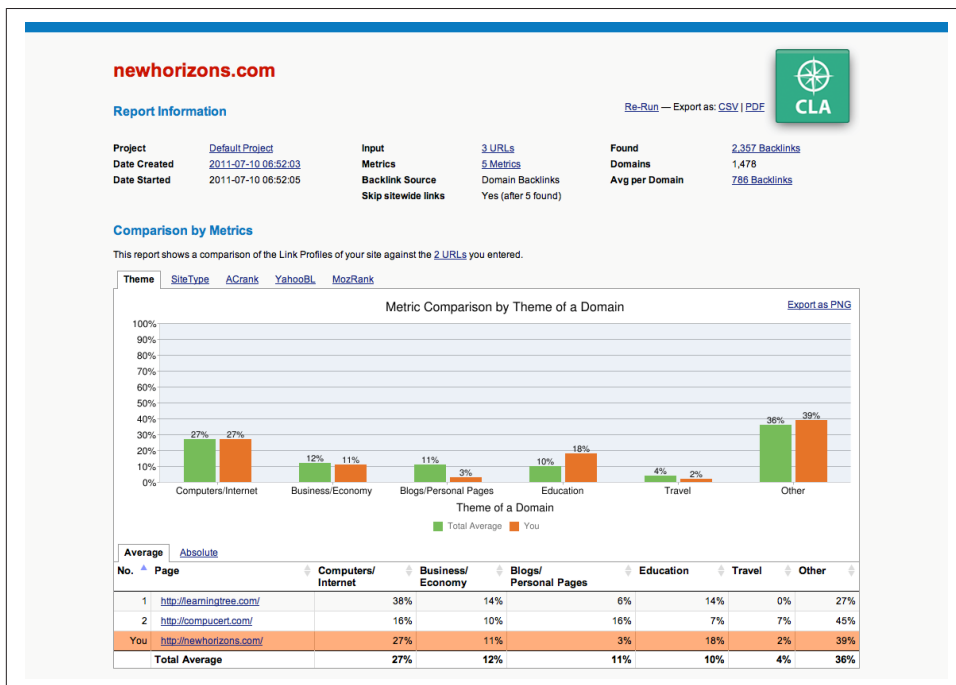 newhorizons.com
CLA
Report Information
Re-Run — Export as: CSV | PDF
Project Default Project Input 3 URLs Found 2,357 Backlinks
Date Created 2011-07-10 06:52:03 Metrics 5 Metrics Domains 1,478
Date Started 2011-07-10 06:52:05 Backlink Source Domain Backlinks Avg per Domain 786 Backlinks
Skip sitewide links Yes (after 5 found)
Comparison by Metrics
This report shows a comparison of the Link Profiles of your site against the 2 URLs you entered.
Theme SiteType ACrank YahooBL MozRank
Metric Comparison by Theme of a Domain
Export as PNG
100%
90%
80%
70%
60%
50%
40%
30%
20%
10%
0%
27% 27% 12% 11% 11% 3% 10% 18% 4% 2% 36% 39%
Computers/Internet Business/Economy Blogs/Personal Pages Education Travel Other
Theme of a Domain
Total Average You
Average Absolute
No. Page Computers/ Business/ Blogs/ Education Travel Other
Internet Economy Personal Pages
1 http://learningtree.com/ 38% 14% 6% 14% 0% 27%
2 http://compucert.com/ 16% 10% 16% 7% 7% 45%
You http://newhorizons.com/ 27% 11% 3% 18% 2% 39%
Total Average 27% 12% 11% 10% 4% 36%